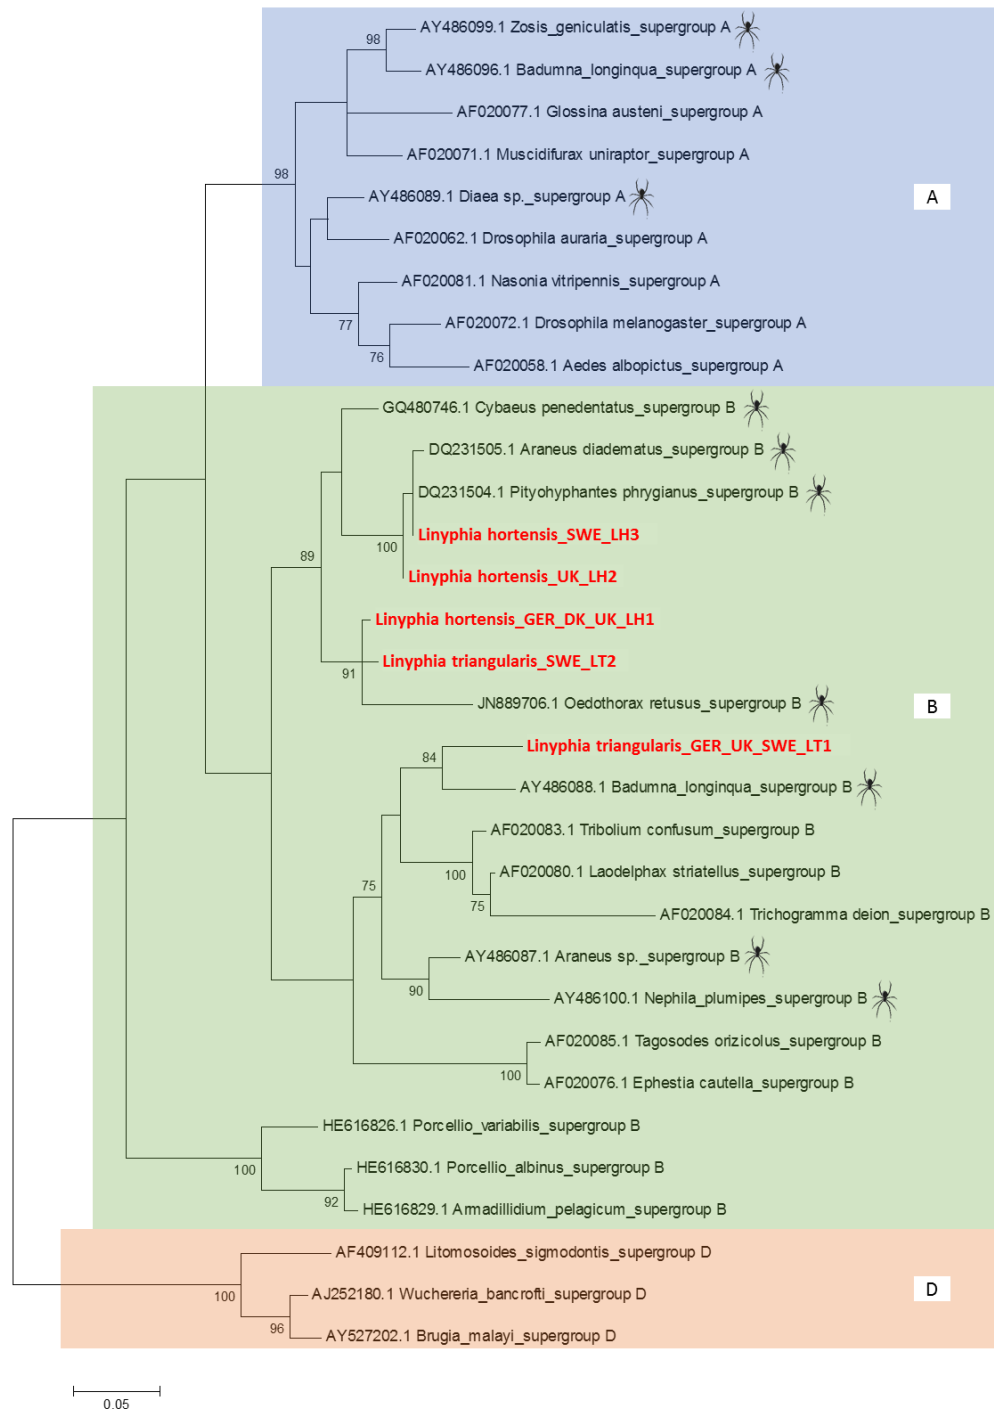 98
AY486099.1 Zosis_geniculatis_supergroup A
AY486096.1 Badumna_longinqua_supergroup A
AF020077.1 Glossina austeni_supergroup A
AF020071.1 Muscidifurax uniraptor_supergroup A
98
AY486089.1 Diaea sp._supergroup A
A
AF020062.1 Drosophila auraria_supergroup A
AF020081.1 Nasonia vitripennis_supergroup A
77
AF020072.1 Drosophila melanogaster_supergroup A
76
AF020058.1 Aedes albopictus_supergroup A
GQ480746.1 Cybaeus penedentatus_supergroup B
DQ231505.1 Araneus diadematus_supergroup B
DQ231504.1 Pityohyphantes phrygianus_supergroup B
Linyphia hortensis_SWE_LH3
100
89
Linyphia hortensis_UK_LH2
Linyphia hortensis_GER_DK_UK_LH1
Linyphia triangularis_SWE_LT2
91
JN889706.1 Oedothorax retusus_supergroup B
B
Linyphia triangularis_GER_UK_SWE_LT1
84
AY486088.1 Badumna_longinqua_supergroup B
AF020083.1 Tribolium confusum_supergroup B
100
AF020080.1 Laodelphax striatellus_supergroup B
75
75
AF020084.1 Trichogramma deion_supergroup B
AY486087.1 Araneus sp._supergroup B
90
AY486100.1 Nephila_plumipes_supergroup B
AF020085.1 Tagosodes orizicolus_supergroup B
100
AF020076.1 Ephestia cautella_supergroup B
HE616826.1 Porcellio_variabilis_supergroup B
100
HE616830.1 Porcellio_albinus_supergroup B
92
HE616829.1 Armadillidium_pelagicum_supergroup B
AF409112.1 Litomosoides_sigmodontis_supergroup D
100
AJ252180.1 Wuchereria_bancrofti_supergroup D
D
96
AY527202.1 Brugia_malayi_supergroup D
0.05